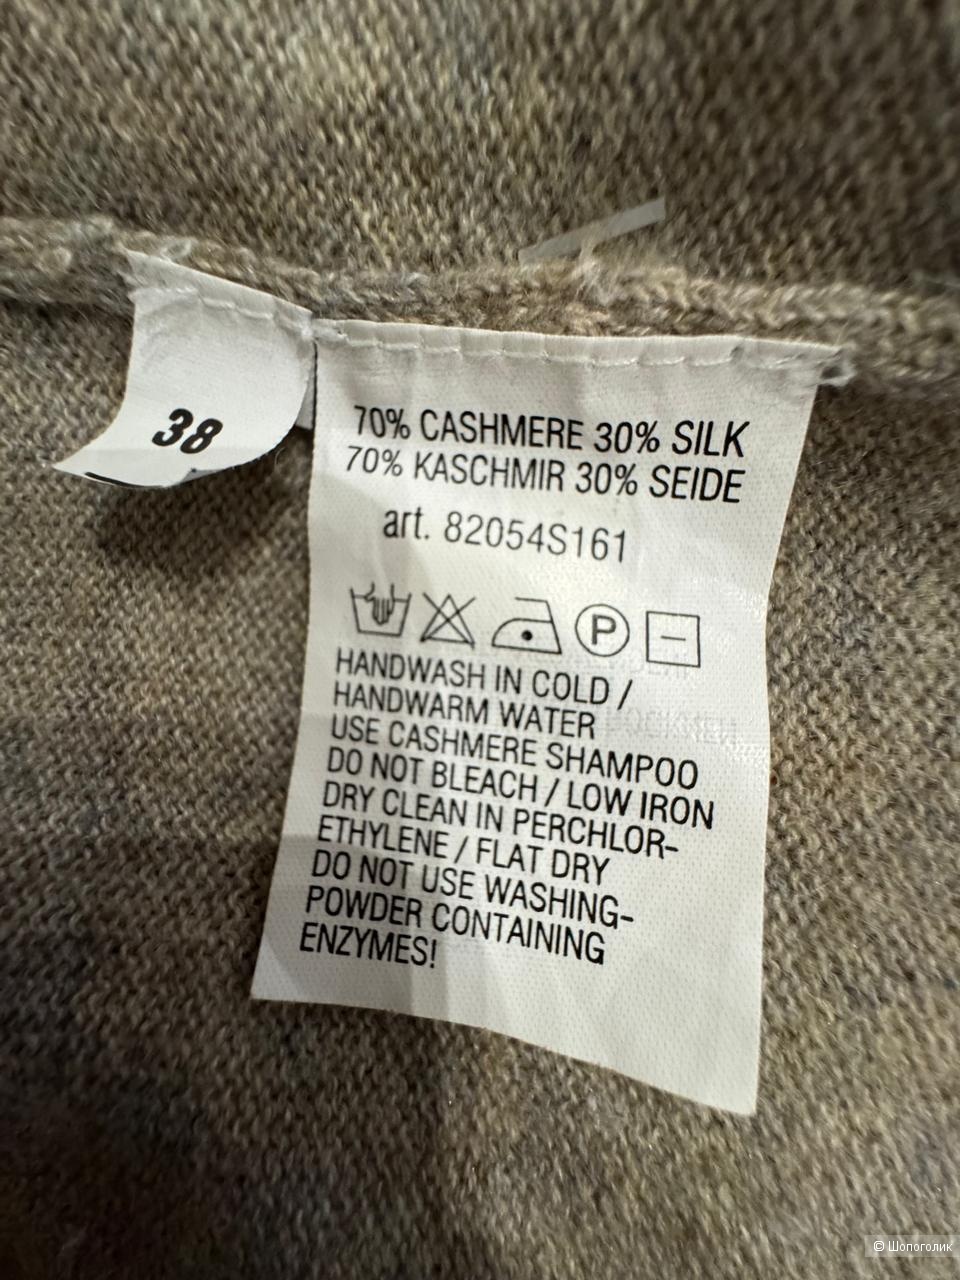 38
70% CASHMERE 30% SILK
70% KASCHMIR 30% SEIDE
art. 82054S161
P
HANDWASH IN COLD /
HANDWARM WATER
USE CASHMERE SHAMPOO
DO NOT BLEACH / LOW IRON
DRY CLEAN IN PERCHLOR-
ETHYLENE / FLAT DRY
DO NOT USE WASHING-
POWDER CONTAINING
ENZYMES!
© Шопоголик